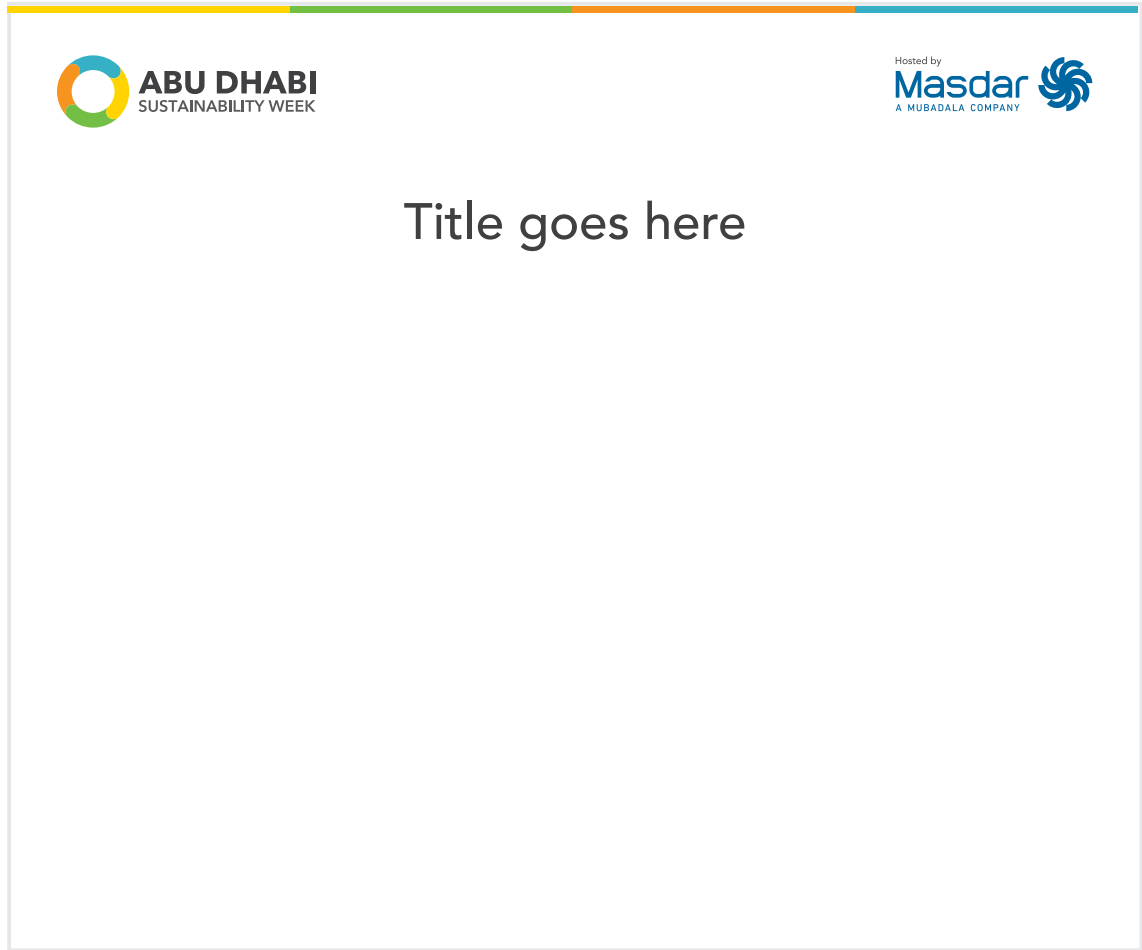 ABU DHABI
SUSTAINABILITY WEEK
Hosted by
Masdar
A MUBADALA COMPANY
Title goes here